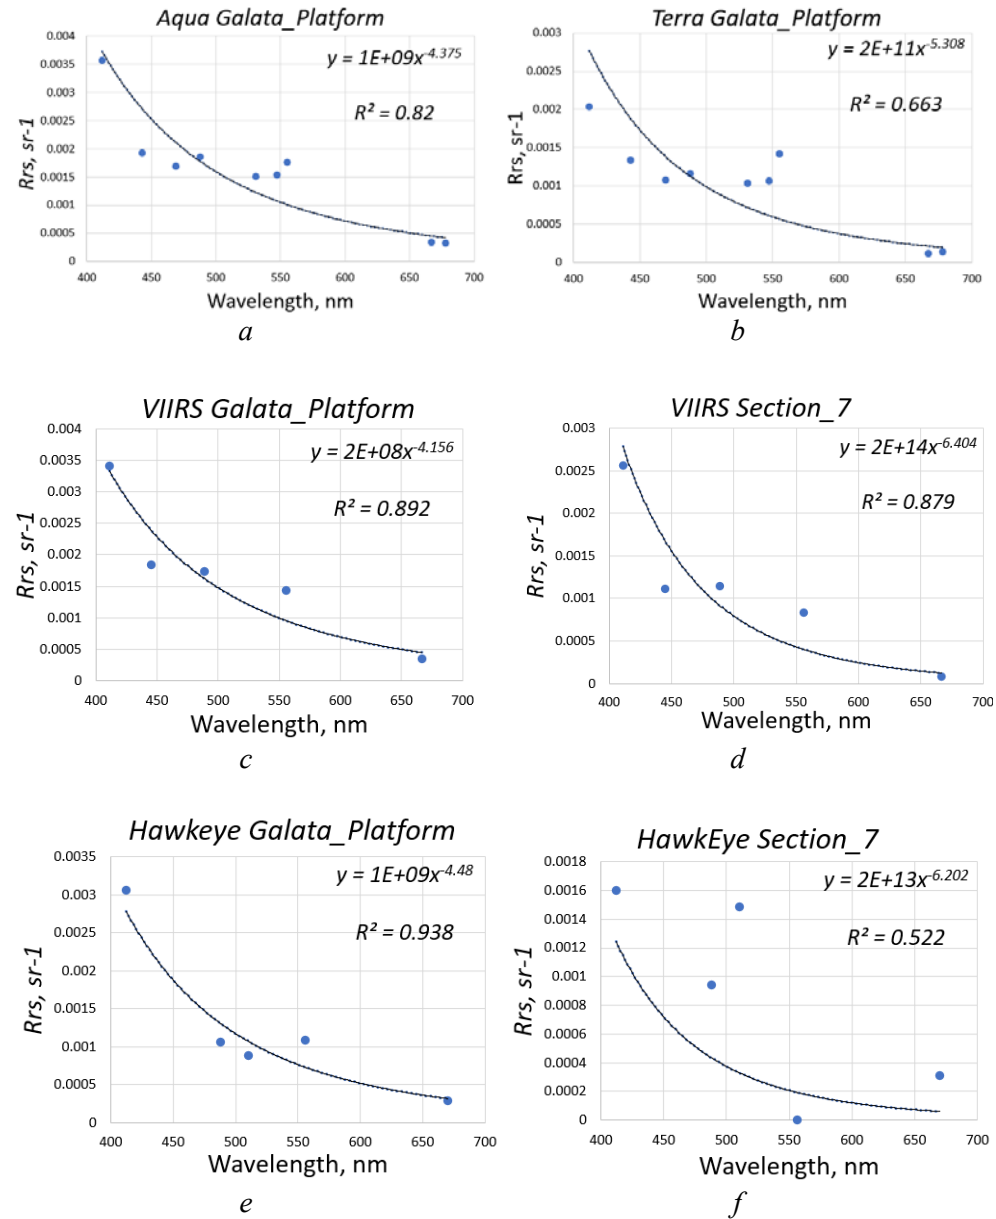 Aqua Galata_Platform
y = 1E+09x^-4.375
R² = 0.82
Rrs, sr-1
0.004
0.0035
0.003
0.0025
0.002
0.0015
0.001
0.0005
0
400 450 500 550 600 650 700
Wavelength, nm
a
Terra Galata_Platform
y = 2E+11x^-5.308
R² = 0.663
Rrs, sr-1
0.003
0.0025
0.002
0.0015
0.001
0.0005
0
400 450 500 550 600 650 700
Wavelength, nm
b
VIIRS Galata_Platform
y = 2E+08x^-4.156
R² = 0.892
Rrs, sr-1
0.004
0.0035
0.003
0.0025
0.002
0.0015
0.001
0.0005
0
400 450 500 550 600 650 700
Wavelength, nm
c
VIIRS Section_7
y = 2E+14x^-6.404
R² = 0.879
Rrs, sr-1
0.003
0.0025
0.002
0.0015
0.001
0.0005
0
400 450 500 550 600 650 700
Wavelength, nm
d
Hawkeye Galata_Platform
y = 1E+09x^-4.48
R² = 0.938
Rrs, sr-1
0.0035
0.003
0.0025
0.002
0.0015
0.001
0.0005
0
400 450 500 550 600 650 700
Wavelength, nm
e
HawkEye Section_7
y = 2E+13x^-6.202
R² = 0.522
Rrs, sr-1
0.0018
0.0016
0.0014
0.0012
0.001
0.0008
0.0006
0.0004
0.0002
0
400 450 500 550 600 650 700
Wavelength, nm
f